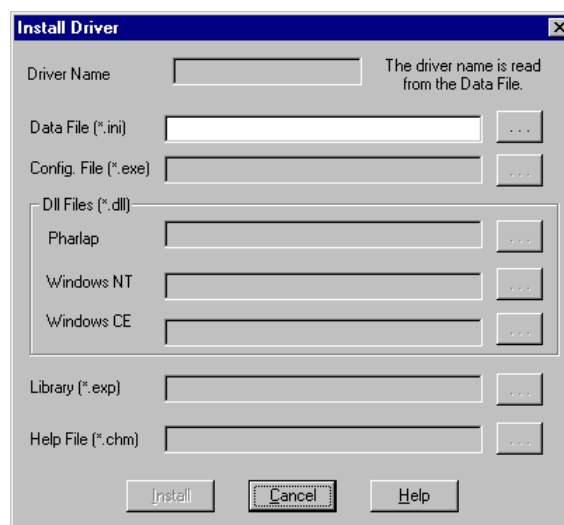 Install Driver
Driver Name
The driver name is read
from the Data File.
Data File (*.ini)
...
Config. File (*.exe)
...
Dll Files (*.dll)
Pharlap
...
Windows NT
...
Windows CE
...
Library (*.exp)
...
Help File (*.chm)
...
Install
Cancel
Help